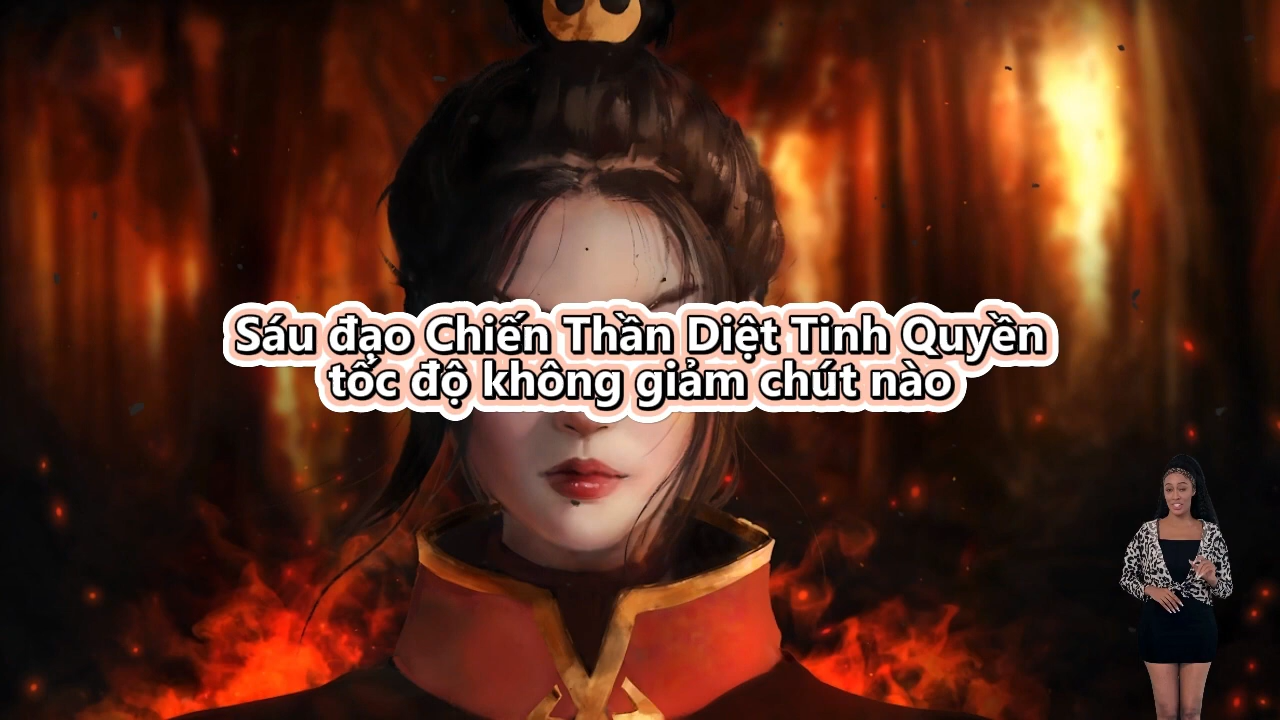 Sáu đạo Chiến Thần Diệt Tinh Quyền
tốc độ không giảm chút nào